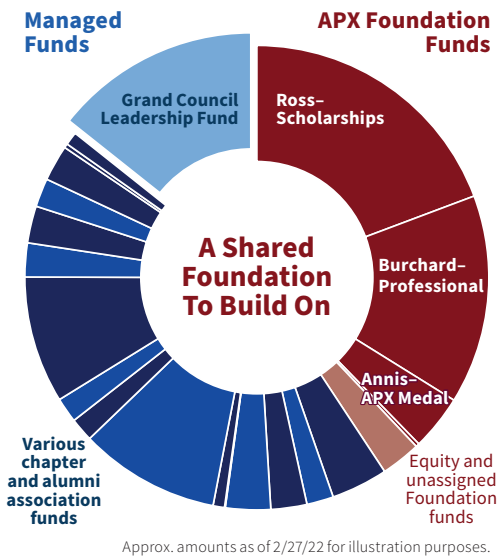 Managed
Funds
APX Foundation
Funds
Grand Council
Leadership Fund
Ross–
Scholarships
A Shared
Foundation
To Build On
Burchard–
Professional
Annis–
APX Medal
Various
chapter
and alumni
association
funds
Equity and
unassigned
Foundation
funds
Approx. amounts as of 2/27/22 for illustration purposes.